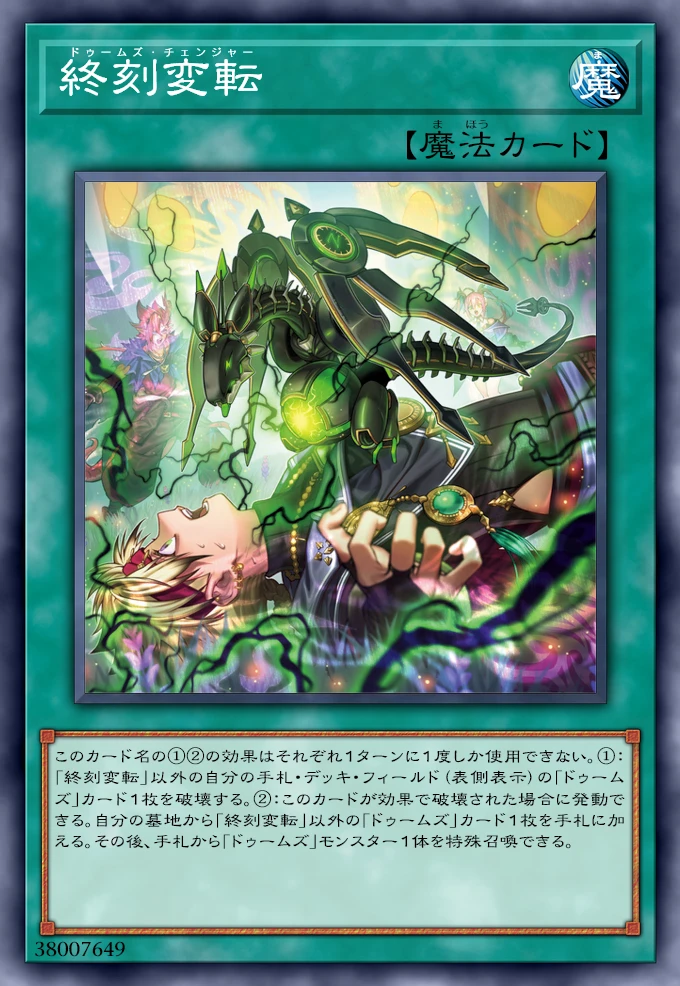 ドゥームズ・チェンジャー
終刻変転
ま
魔
ま ほう
【魔法カード】
N
このカード名の①②の効果はそれぞれ1ターンに1度しか使用できない。①:
「終刻変転」以外の自分の手札・デッキ・フィールド(表側表示)の「ドゥーム
ズ」カード1枚を破壊する。②:このカードが効果で破壊された場合に発動で
きる。自分の墓地から「終刻変転」以外の「ドゥームズ」カード1枚を手札に加
える。その後、手札から「ドゥームズ」モンスター1体を特殊召喚できる。
38007649